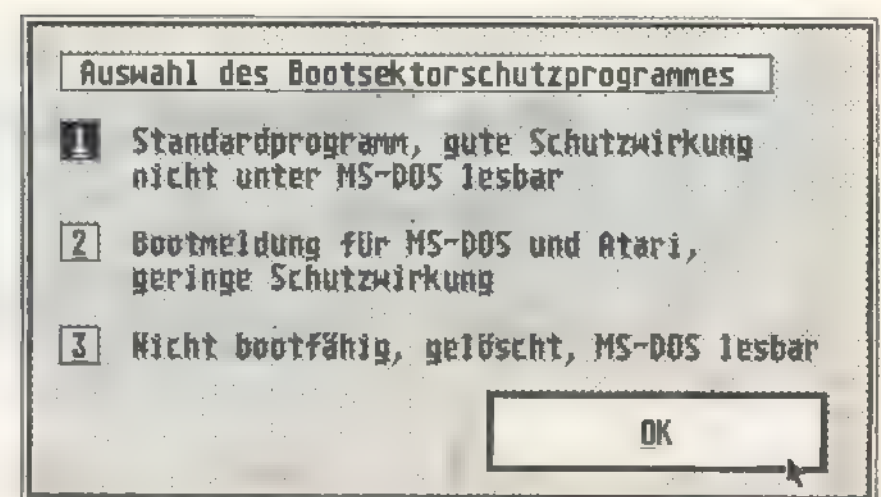 Auswahl des Bootsektorschutzprogrammes
1 Standardprogramm, gute Schutzwirkung
nicht unter MS-DOS lesbar
2 Bootmeldung für MS-DOS und Atari,
geringe Schutzwirkung
3 Nicht bootfähig, gelöscht, MS-DOS lesbar
OK